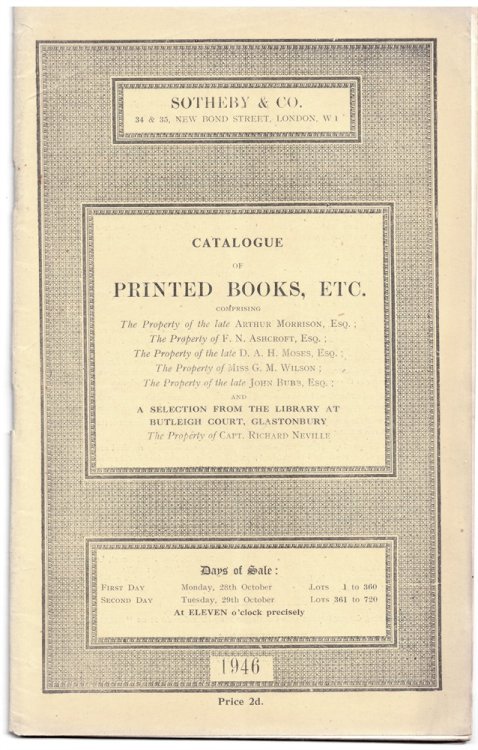 SOTHEBY & CO.
34 & 35, NEW BOND STREET, LONDON, W1
CATALOGUE
OF
PRINTED BOOKS, ETC.
COMPRISING
The Property of the late ARTHUR MORRISON, ESQ. ;
The Property of F. N. ASHCROFT, ESQ. ;
The Property of the late D. A. H. MOSES, ESQ. ;
The Property of MISS G. M. WILSON ;
The Property of the late JOHN BUBB, ESQ. ;
AND
A SELECTION FROM THE LIBRARY AT
BUTLEIGH COURT, GLASTONBURY
The Property of CAPT. RICHARD NEVILLE
Days of Sale :
FIRST DAY Monday, 28th October LOTS 1 to 360
SECOND DAY Tuesday, 29th October LOTS 361 to 720
At ELEVEN o'clock precisely
1946
Price 2d.